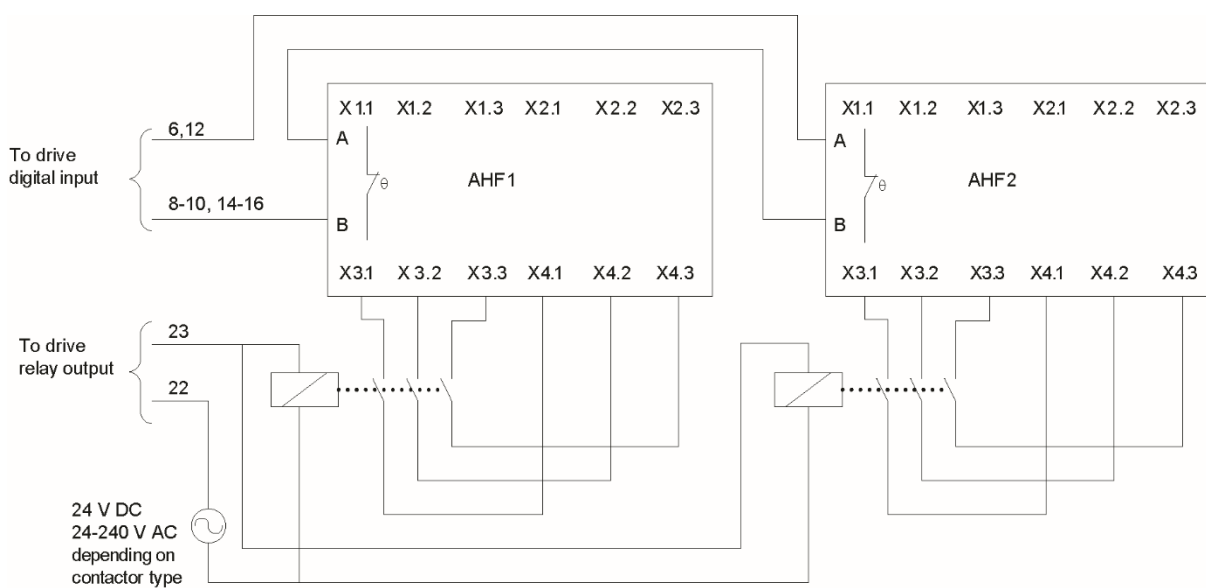 X1.1 X1.2 X1.3 X2.1 X2.2 X2.3
X1.1 X1.2 X1.3 X2.1 X2.2 X2.3
6,12
A
A
To drive
digital input
θ
AHF1
θ
AHF2
8-10, 14-16
B
B
X3.1 X 3.2 X3.3 X4.1 X4.2 X4.3
X3.1 X3.2 X3.3 X4.1 X4.2 X4.3
23
To drive
relay output
22
24 V DC
24-240 V AC
depending on
contactor type